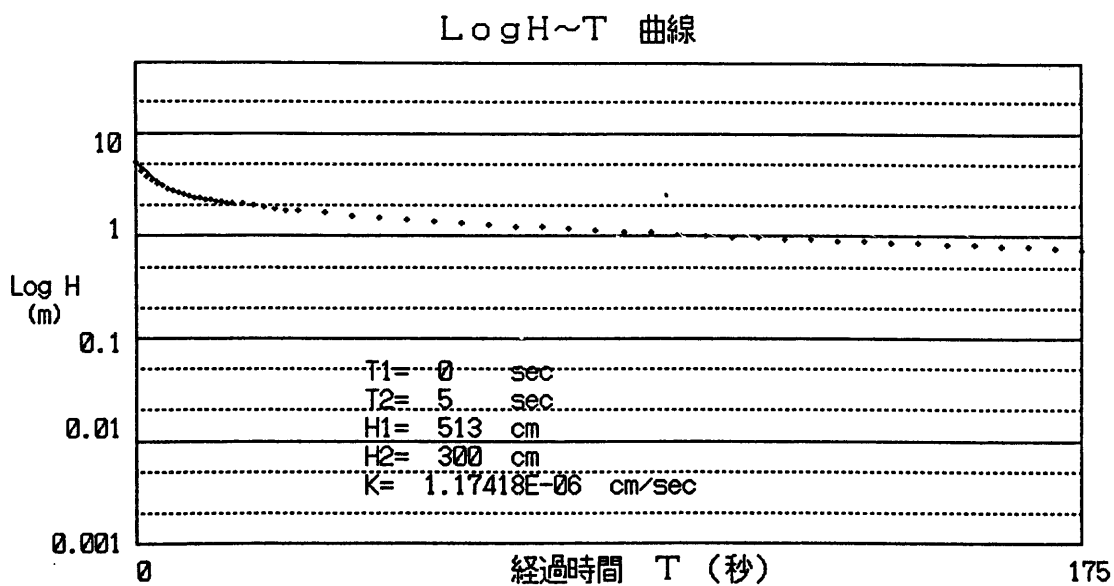 LogH~T 曲線
10
1
Log H
(m)
0.1
0.01
0.001
T1= 0 sec
T2= 5 sec
H1= 513 cm
H2= 300 cm
K= 1.17418E-06 cm/sec
0
経過時間 T (秒)
175